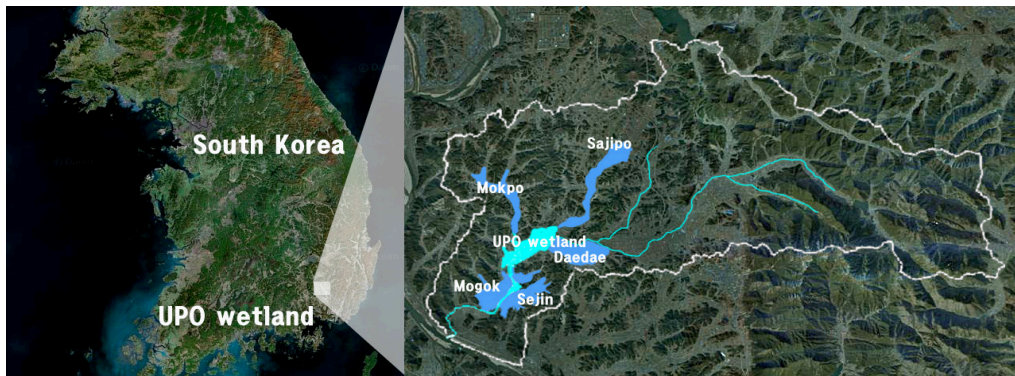 South Korea
UPO wetland
Sajipo
Mokpo
UPO wetland
Daedae
Mogok
Sejin